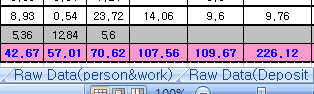 8,93 0,54 23,72 14,06 9,6 9,76
5,36 12,84 5,6
42,67 57,01 70,62 107,56 109,67 226,12
Raw Data(person&work) Raw Data(Deposit
100%